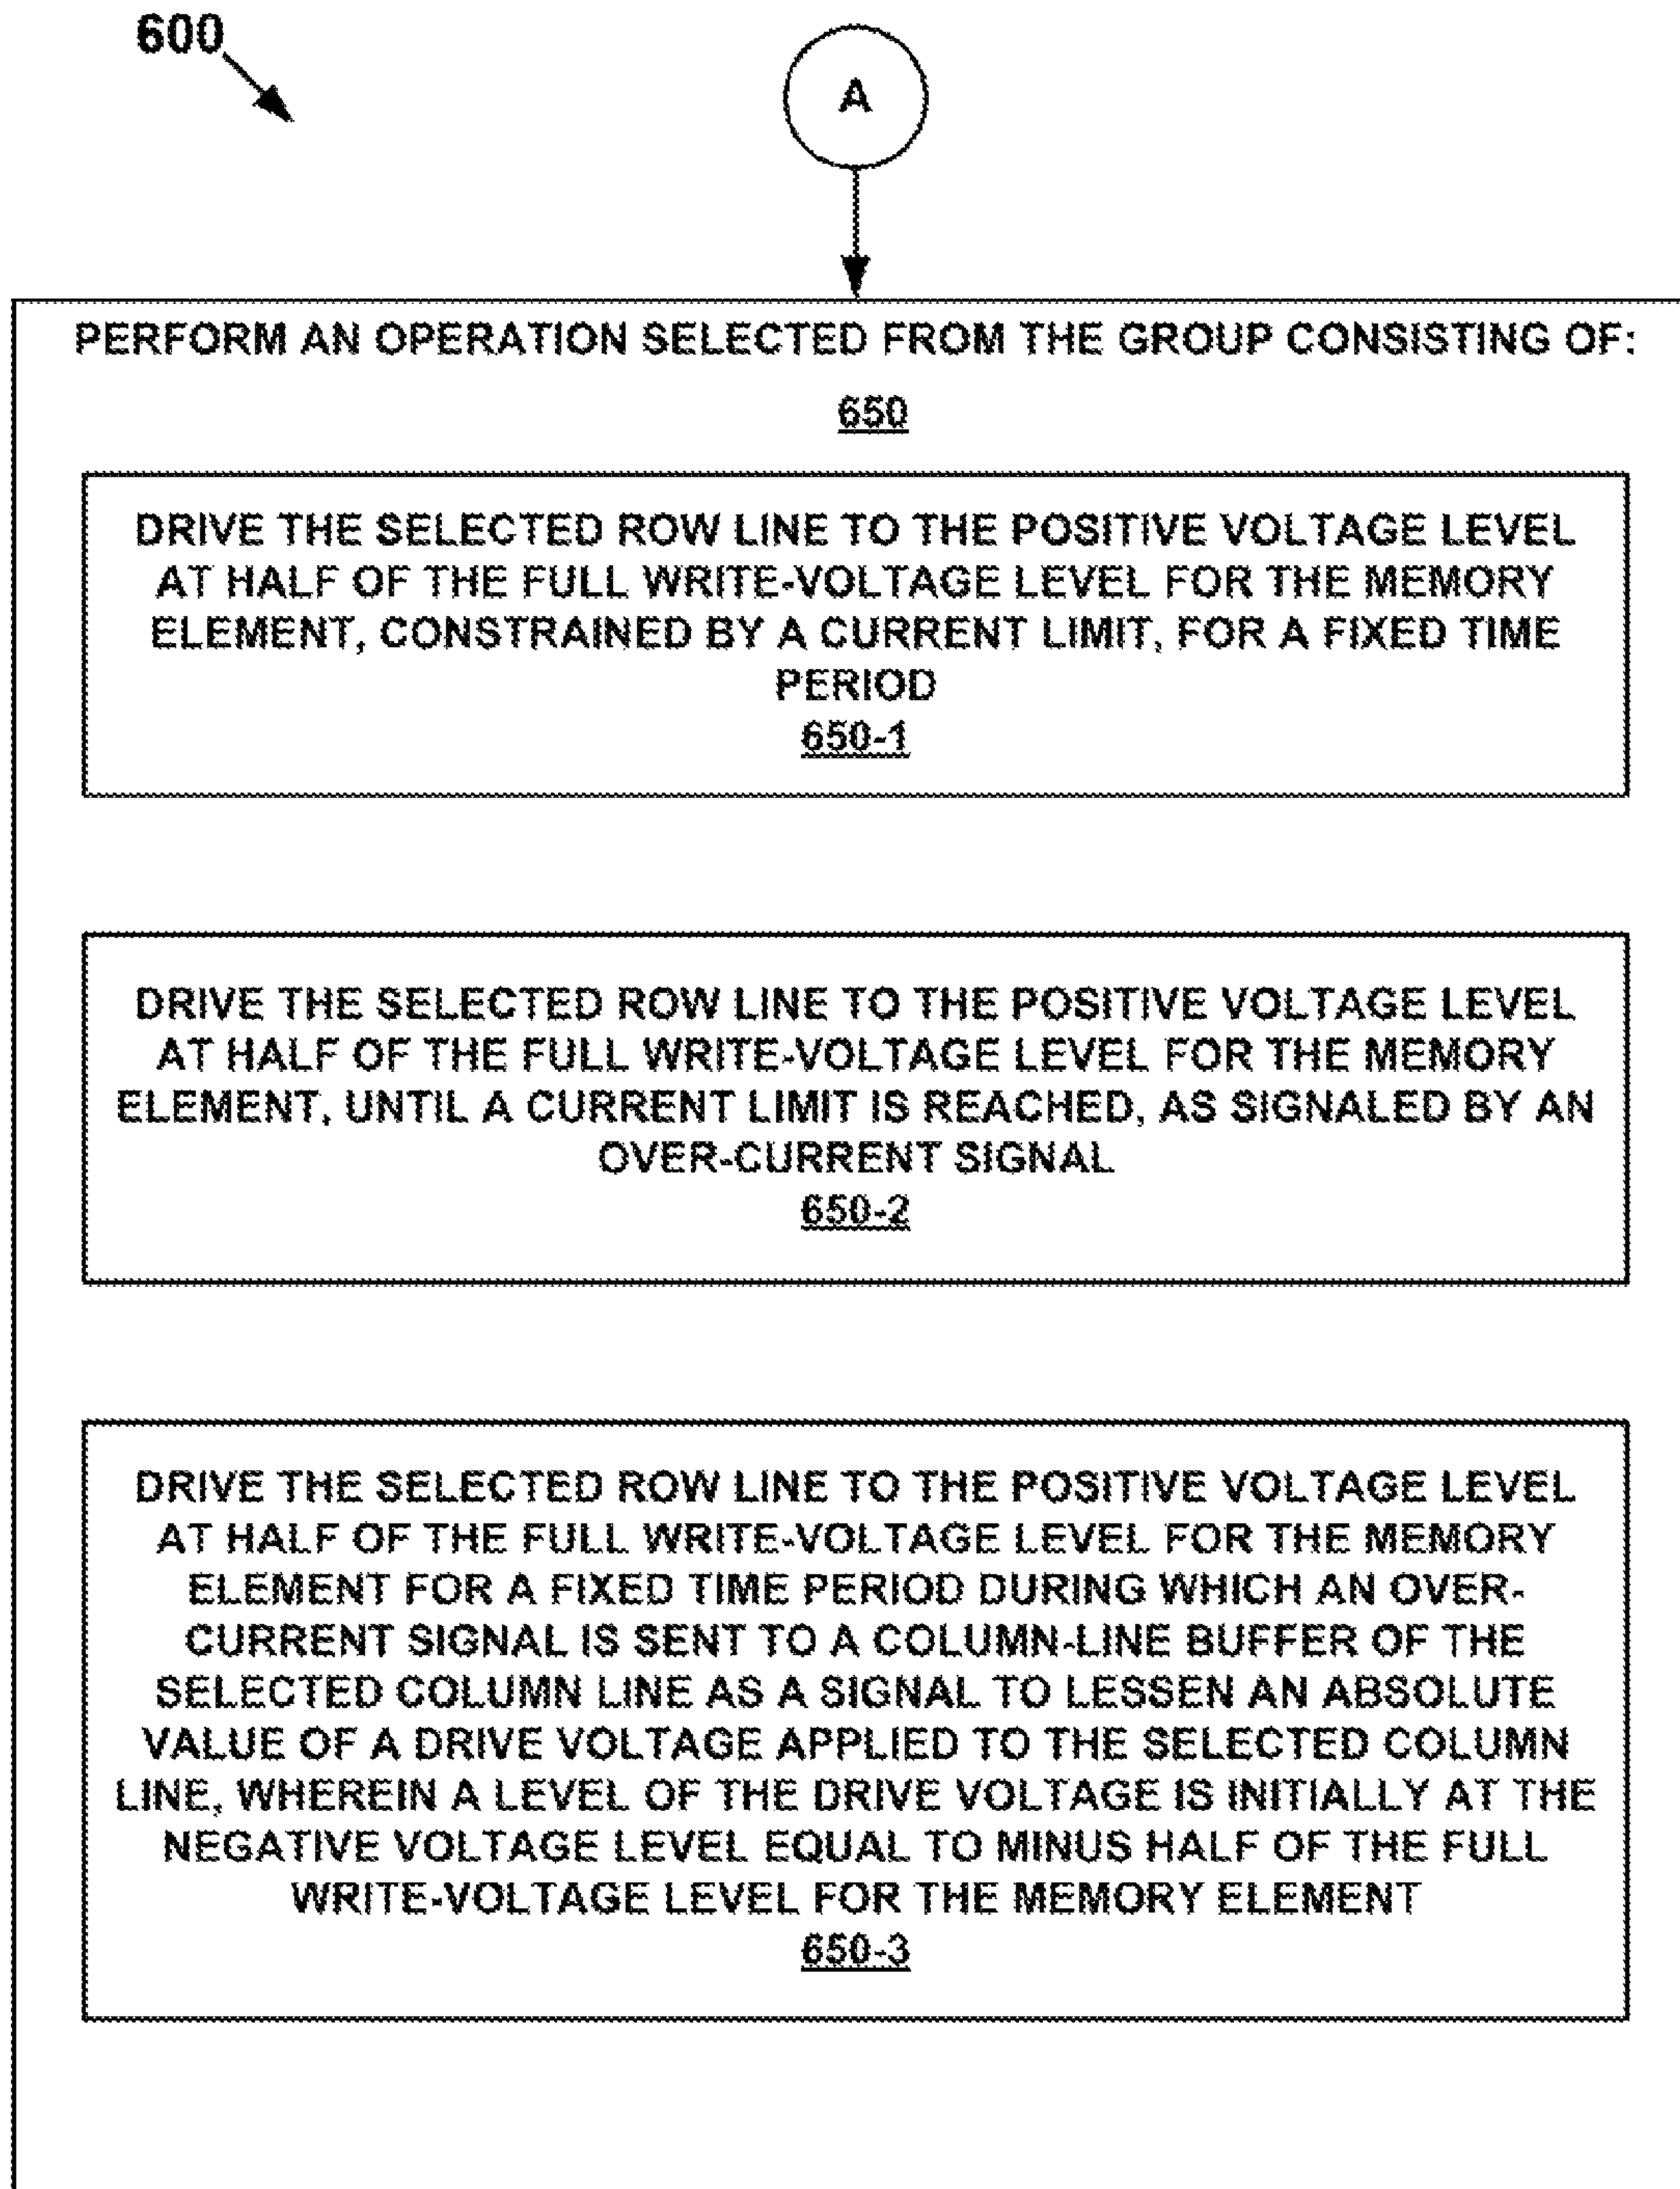 600
A
PERFORM AN OPERATION SELECTED FROM THE GROUP CONSISTING OF:
650
DRIVE THE SELECTED ROW LINE TO THE POSITIVE VOLTAGE LEVEL
AT HALF OF THE FULL WRITE-VOLTAGE LEVEL FOR THE MEMORY
ELEMENT, CONSTRAINED BY A CURRENT LIMIT, FOR A FIXED TIME
PERIOD
650-1
DRIVE THE SELECTED ROW LINE TO THE POSITIVE VOLTAGE LEVEL
AT HALF OF THE FULL WRITE-VOLTAGE LEVEL FOR THE MEMORY
ELEMENT, UNTIL A CURRENT LIMIT IS REACHED, AS SIGNALED BY AN
OVER-CURRENT SIGNAL
650-2
DRIVE THE SELECTED ROW LINE TO THE POSITIVE VOLTAGE LEVEL
AT HALF OF THE FULL WRITE-VOLTAGE LEVEL FOR THE MEMORY
ELEMENT FOR A FIXED TIME PERIOD DURING WHICH AN OVER-
CURRENT SIGNAL IS SENT TO A COLUMN-LINE BUFFER OF THE
SELECTED COLUMN LINE AS A SIGNAL TO LESSEN AN ABSOLUTE
VALUE OF A DRIVE VOLTAGE APPLIED TO THE SELECTED COLUMN
LINE, WHEREIN A LEVEL OF THE DRIVE VOLTAGE IS INITIALLY AT THE
NEGATIVE VOLTAGE LEVEL EQUAL TO MINUS HALF OF THE FULL
WRITE-VOLTAGE LEVEL FOR THE MEMORY ELEMENT
650-3